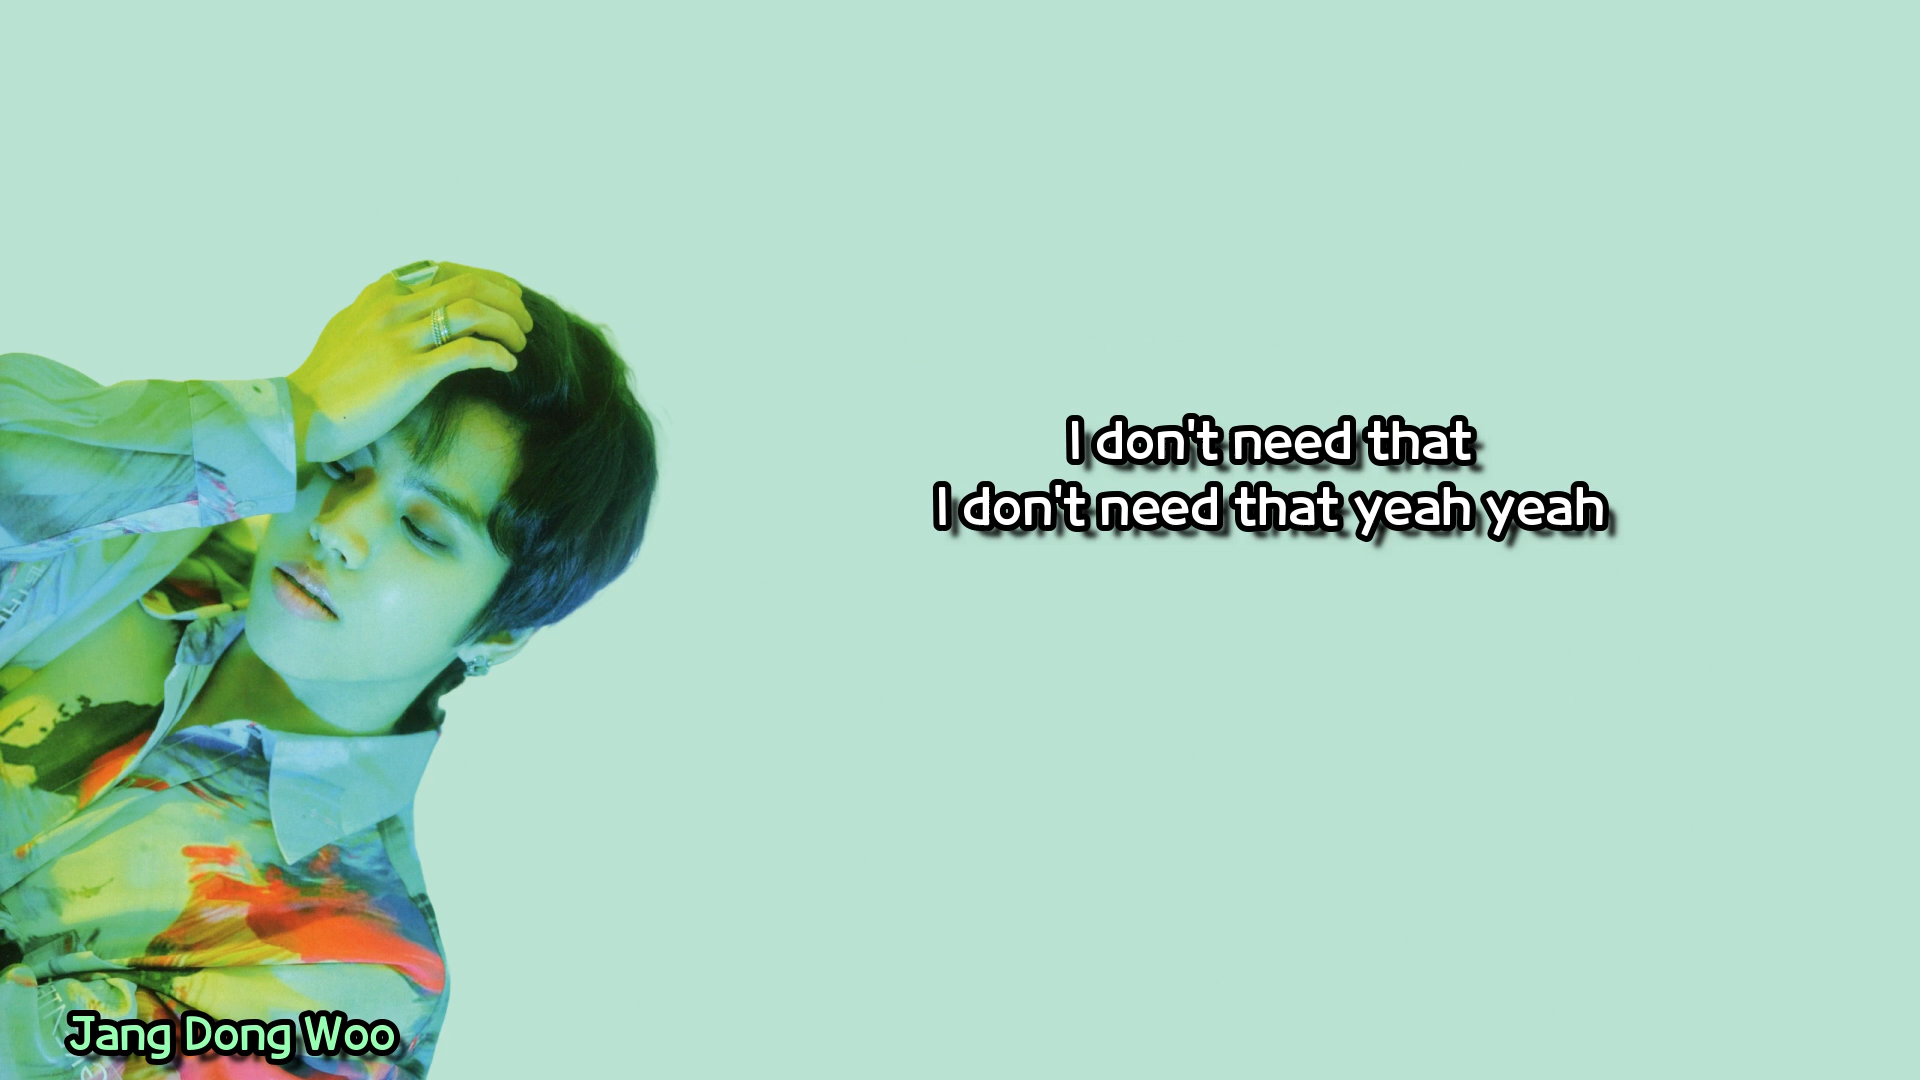 I don't need that
I don't need that yeah yeah
Jang Dong Woo